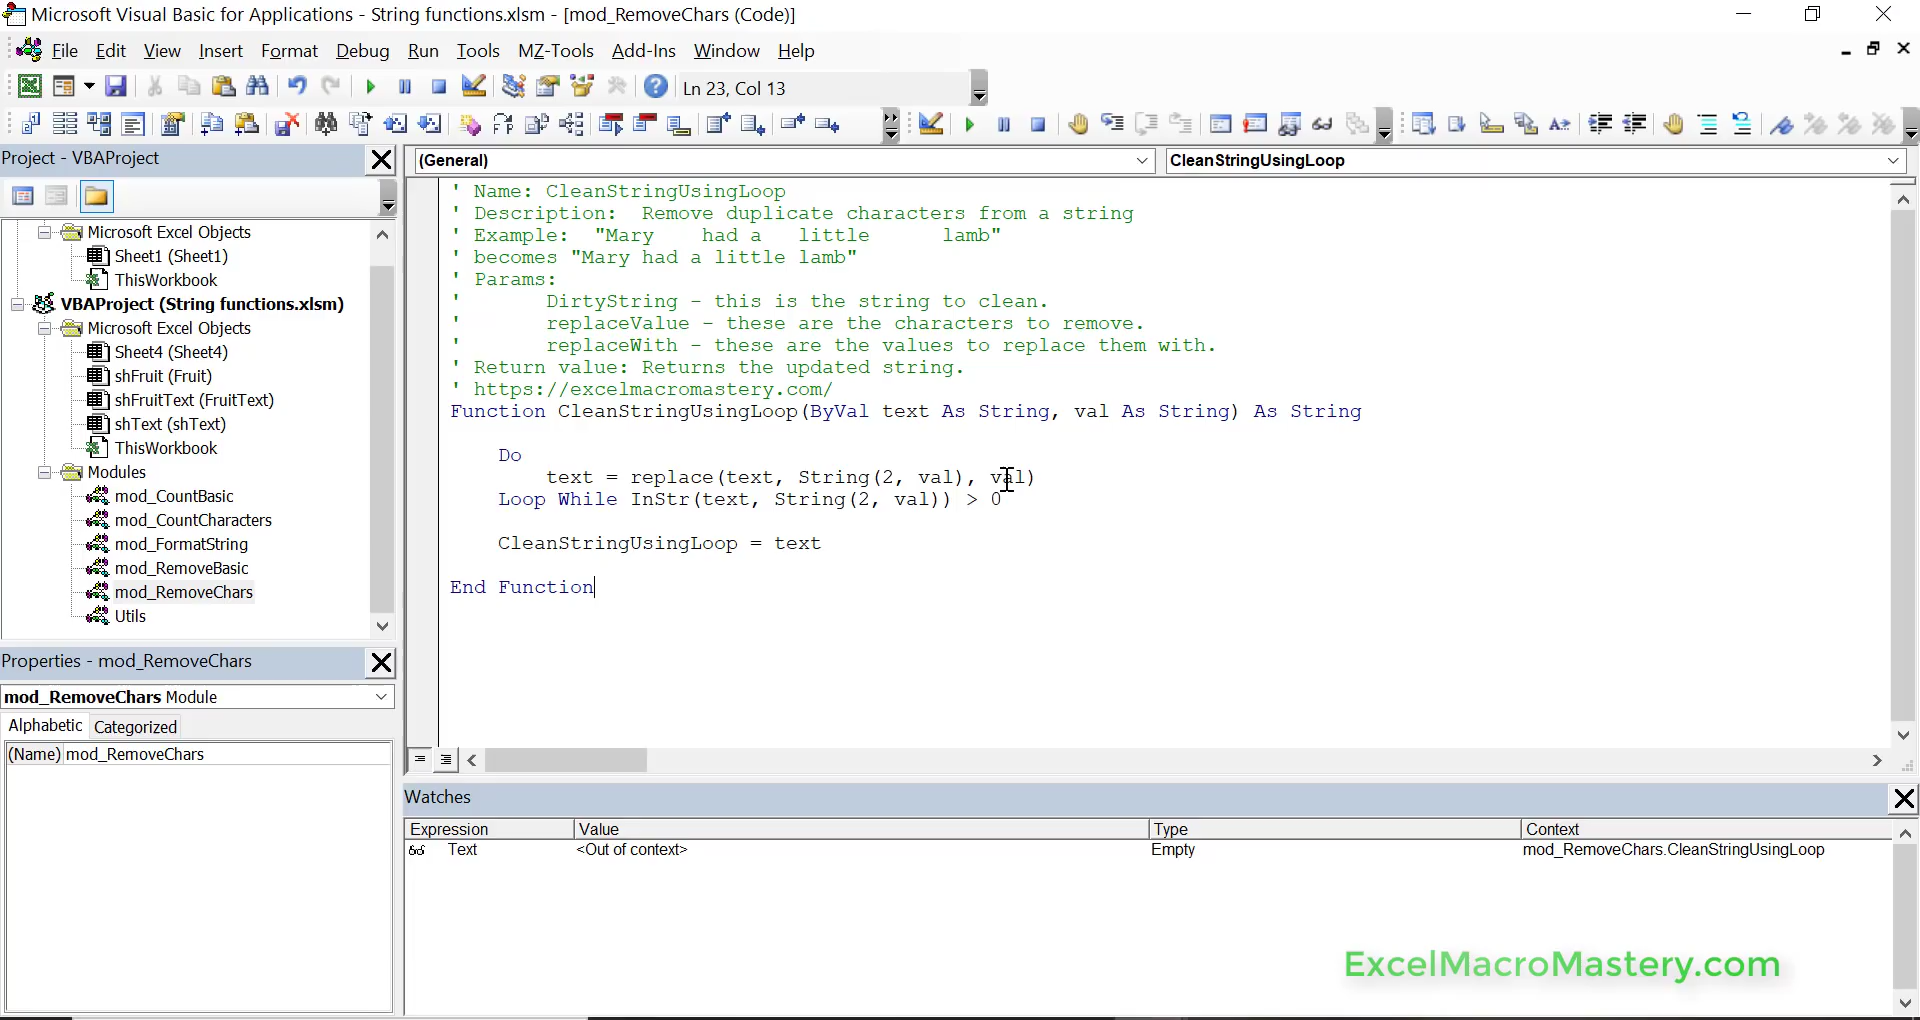 Microsoft Visual Basic for Applications - String functions.xlsm - [mod_RemoveChars (Code)]
File Edit View Insert Format Debug Run Tools MZ-Tools Add-Ins Window Help
Ln 23, Col 13
Project - VBAProject
Microsoft Excel Objects
Sheet1 (Sheet1)
ThisWorkbook
VBAProject (String functions.xlsm)
Microsoft Excel Objects
Sheet4 (Sheet4)
shFruit (Fruit)
shFruitText (FruitText)
shText (shText)
ThisWorkbook
Modules
mod_CountBasic
mod_CountCharacters
mod_FormatString
mod_RemoveBasic
mod_RemoveChars
Utils
Properties - mod_RemoveChars
mod_RemoveChars Module
Alphabetic Categorized
(Name) mod_RemoveChars
(General) CleanStringUsingLoop
' Name: CleanStringUsingLoop
' Description:  Remove duplicate characters from a string
' Example:  "Mary    had a   little      lamb"
' becomes "Mary had a little lamb"
' Params:
'       DirtyString - this is the string to clean.
'       replaceValue - these are the characters to remove.
'       replaceWith - these are the values to replace them with.
' Return value: Returns the updated string.
' https://excelmacromastery.com/
Function CleanStringUsingLoop(ByVal text As String, val As String) As String
    Do
        text = replace(text, String(2, val), val)
    Loop While InStr(text, String(2, val)) > 0
    CleanStringUsingLoop = text
End Function
Watches
Expression Value Type Context
Text <Out of context> Empty mod_RemoveChars.CleanStringUsingLoop
ExcelMacroMastery.com